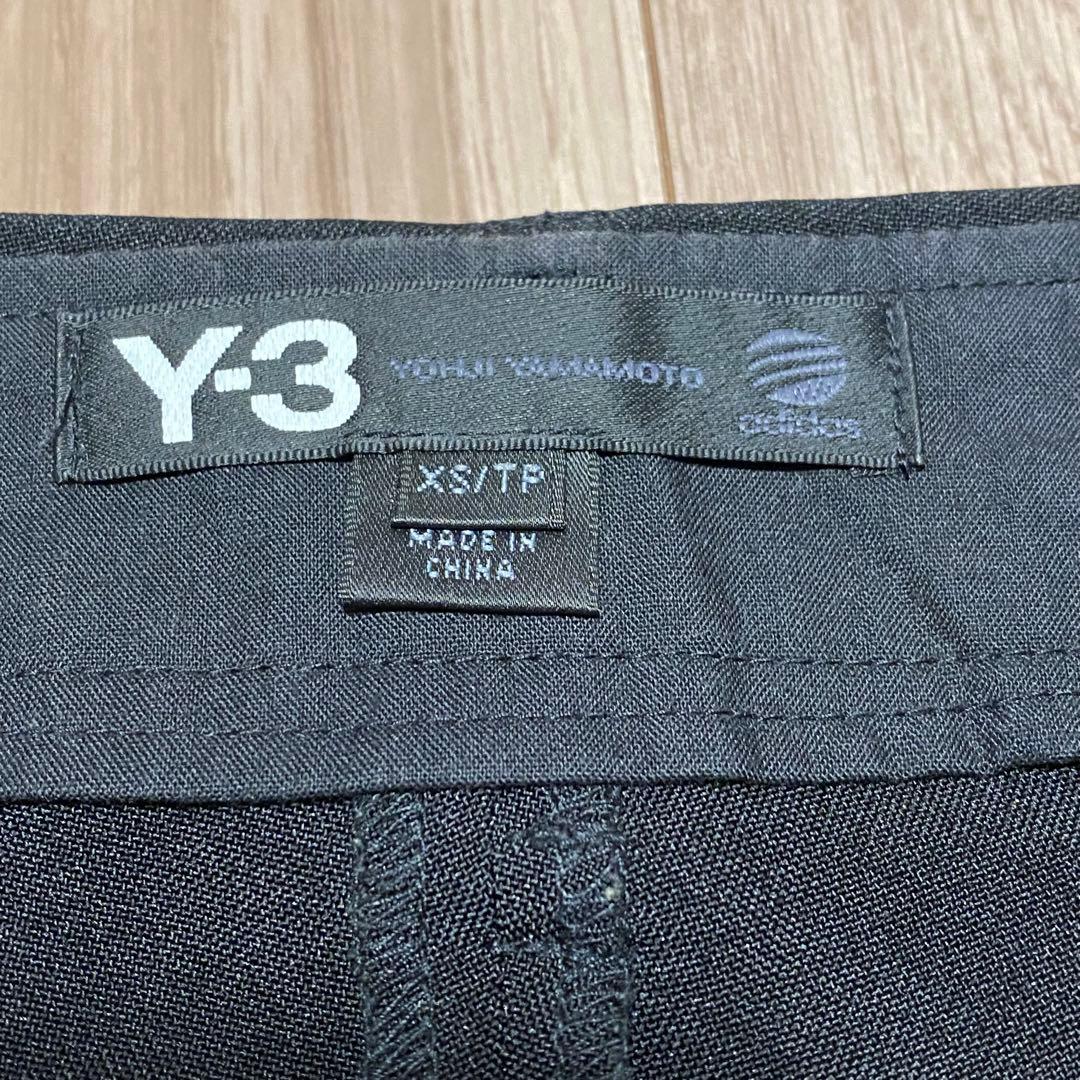 Y-3 YOHJI YAMAMOTO adidas
XS/TP
MADE IN
CHINA